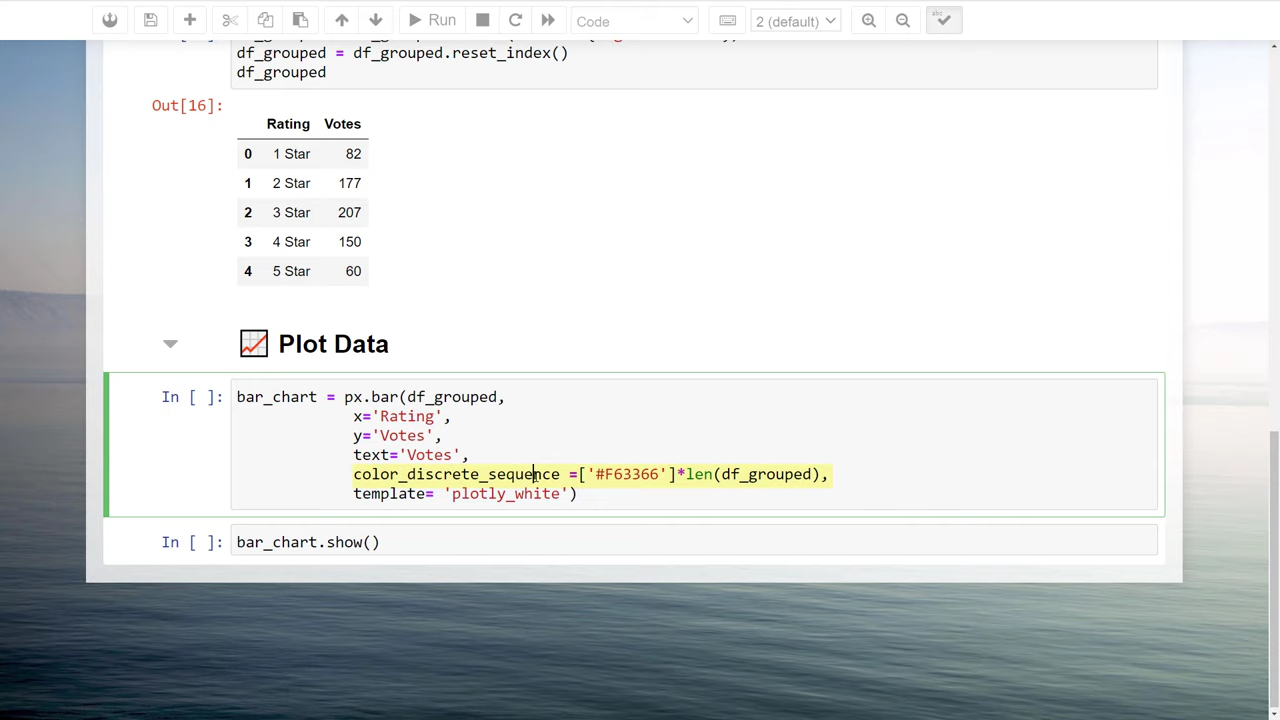 Run
Code
2 (default)
abc
df_grouped = df_grouped.reset_index()
df_grouped
Out[16]:
Rating Votes
0 1 Star 82
1 2 Star 177
2 3 Star 207
3 4 Star 150
4 5 Star 60
Plot Data
In [ ]: bar_chart = px.bar(df_grouped,
x='Rating',
y='Votes',
text='Votes',
color_discrete_sequence =['#F63366']*len(df_grouped),
template= 'plotly_white')
In [ ]: bar_chart.show()